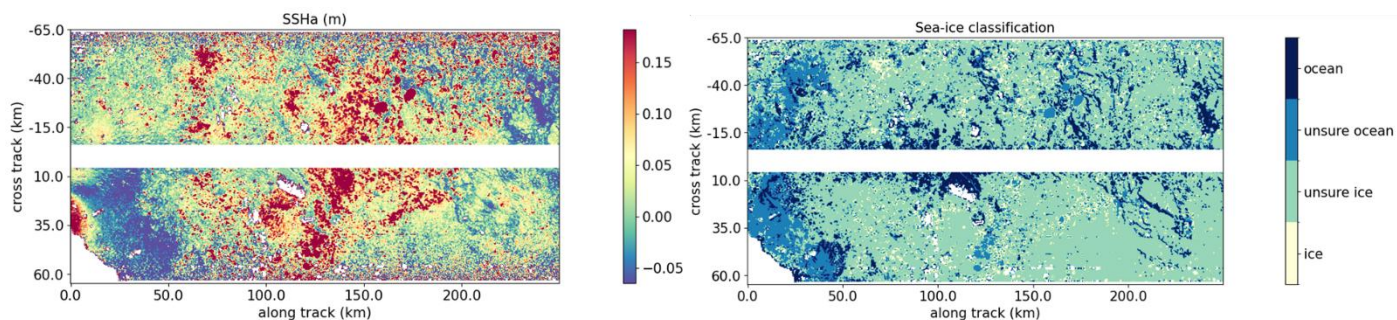 SSHa (m)
-65.0
-40.0
-15.0
10.0
35.0
60.0
cross track (km)
0.0 50.0 100.0 150.0 200.0
along track (km)
0.15
0.10
0.05
0.00
−0.05
Sea-ice classification
-65.0
-40.0
-15.0
10.0
35.0
60.0
cross track (km)
0.0 50.0 100.0 150.0 200.0
along track (km)
ocean
unsure ocean
unsure ice
ice